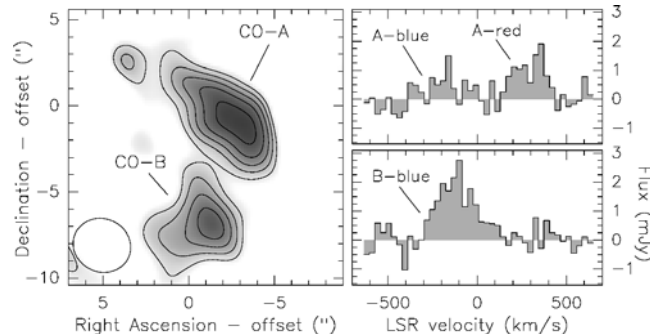 5
0
−5
−10
CO−A
CO−B
5
0
−5
Declination − offset (")
Right Ascension − offset (")
A−blue
A−red
3
2
1
0
−1
B−blue
3
2
1
0
−1
Flux (mJy)
−500
0
500
LSR velocity (km/s)